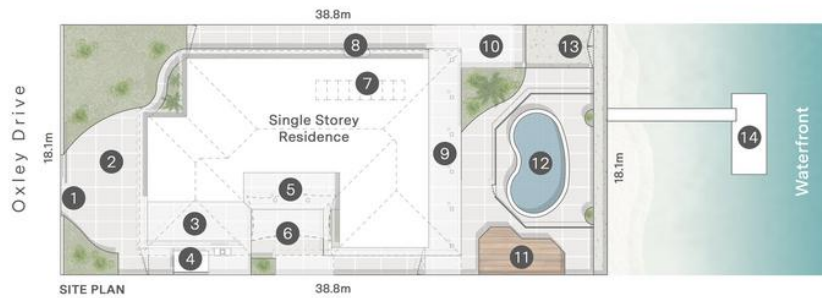 38.8m
Oxley Drive
18.1m
1
2
3
4
5
6
7
8
9
10
11
12
13
14
Single Storey
Residence
18.1m
Waterfront
SITE PLAN
38.8m